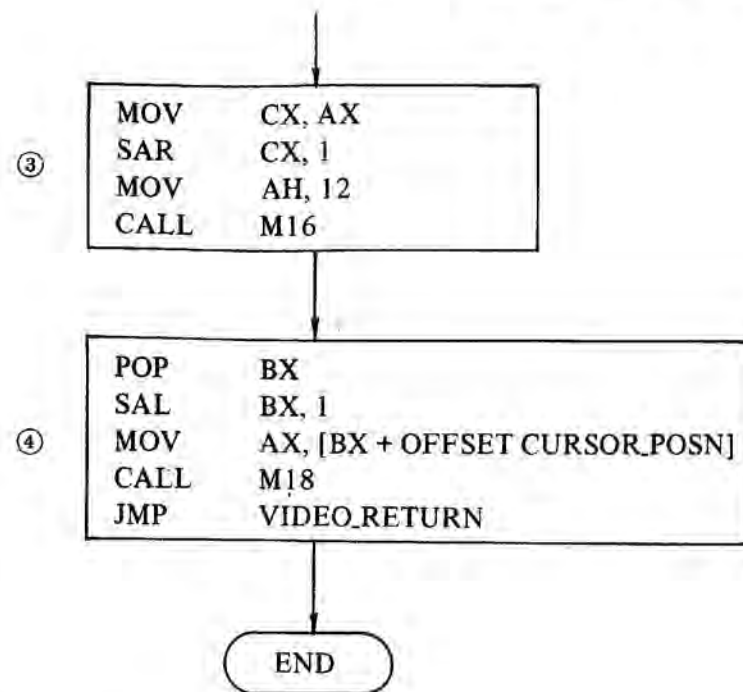 ③
MOV CX, AX
SAR CX, 1
MOV AH, 12
CALL M16
④
POP BX
SAL BX, 1
MOV AX, [BX + OFFSET CURSOR_POSN]
CALL M18
JMP VIDEO_RETURN
END